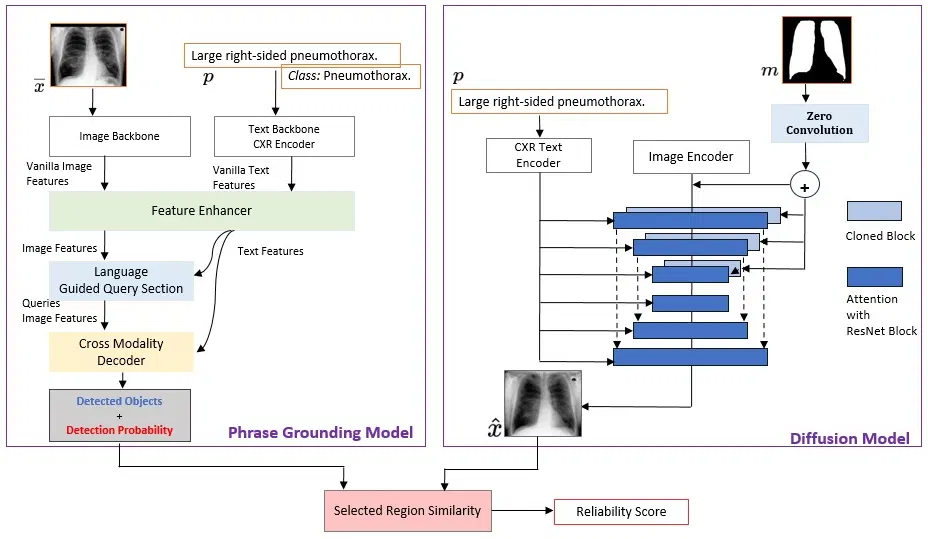 Large right-sided pneumothorax.
x̅
p
Class: Pneumothorax.
Image Backbone
Text Backbone
CXR Encoder
Vanilla Image
Features
Vanilla Text
Features
Feature Enhancer
Image Features
Text Features
Language
Guided Query Section
Queries
Image Features
Cross Modality
Decoder
Detected Objects
+
Detection Probability
Phrase Grounding Model
m
p
Large right-sided pneumothorax.
Zero
Convolution
CXR Text
Encoder
Image Encoder
+
Cloned Block
Attention
with
ResNet Block
x̂
Diffusion Model
Selected Region Similarity
Reliability Score